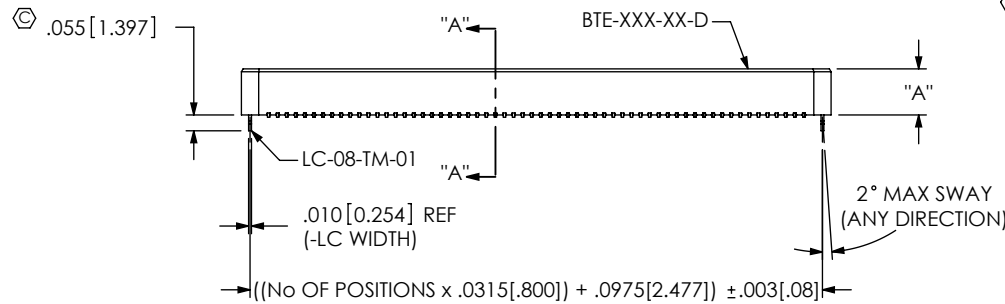 C .055[1.397]
"A"
BTE-XXX-XX-D
"A"
LC-08-TM-01
"A"
.010[0.254] REF
(-LC WIDTH)
2° MAX SWAY
(ANY DIRECTION)
((No OF POSITIONS x .0315[.800]) + .0975[2.477]) ±.003[.08]